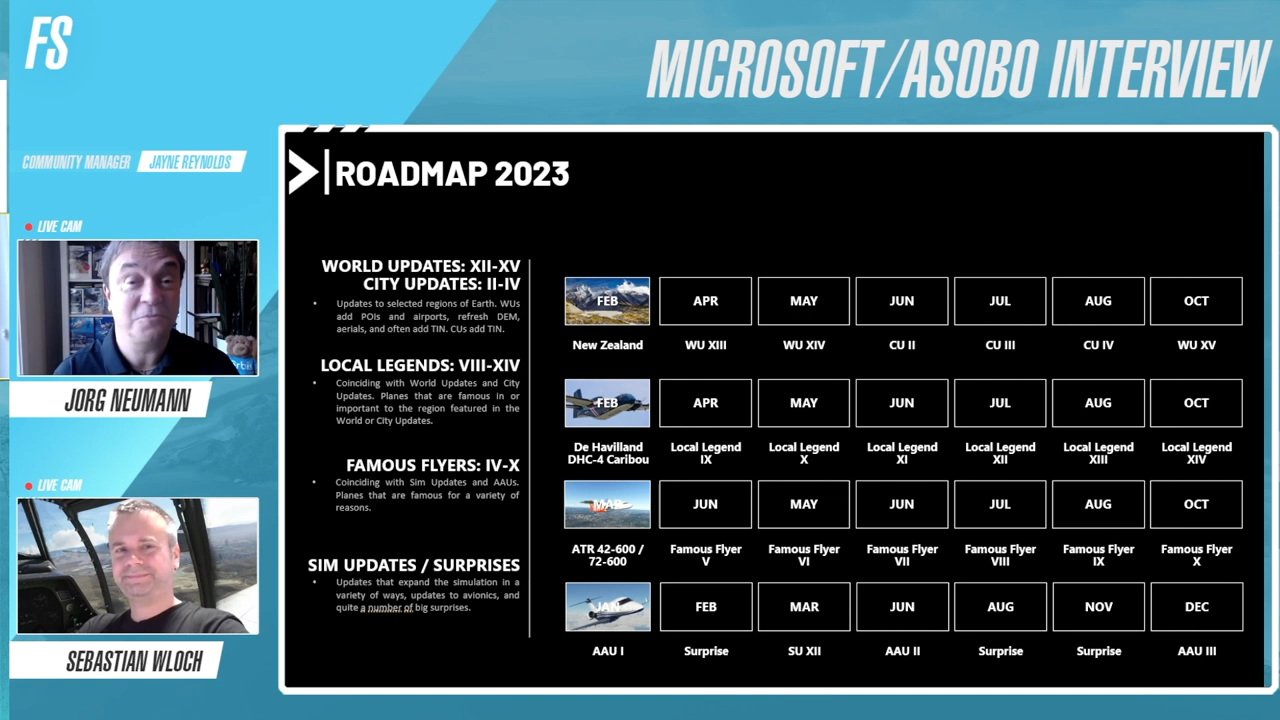 FS
MICROSOFT/ASOBO INTERVIEW
COMMUNITY MANAGER JAYNE REYNOLDS
LIVE CAM
JORG NEUMANN
LIVE CAM
SEBASTIAN WLOCH
ROADMAP 2023
WORLD UPDATES: XII-XV
CITY UPDATES: II-IV
• Updates to selected regions of Earth. WUs
add POIs and airports, refresh DEM,
aerials, and often add TIN. CUs add TIN.
LOCAL LEGENDS: VIII-XIV
• Coinciding with World Updates and City
Updates. Planes that are famous in or
important to the region featured in the
World or City Updates.
FAMOUS FLYERS: IV-X
• Coinciding with Sim Updates and AAUs.
Planes that are famous for a variety of
reasons.
SIM UPDATES / SURPRISES
• Updates that expand the simulation in a
variety of ways, updates to avionics, and
quite a number of big surprises.
FEB APR MAY JUN JUL AUG OCT
New Zealand WU XIII WU XIV CU II CU III CU IV WU XV
FEB APR MAY JUN JUL AUG OCT
De Havilland Local Legend Local Legend Local Legend Local Legend Local Legend Local Legend
DHC-4 Caribou IX X XI XII XIII XIV
MAR JUN MAY JUN JUL AUG OCT
ATR 42-600 / Famous Flyer Famous Flyer Famous Flyer Famous Flyer Famous Flyer Famous Flyer
72-600 V VI VII VIII IX X
JAN FEB MAR JUN AUG NOV DEC
AAU I Surprise SU XII AAU II Surprise Surprise AAU III